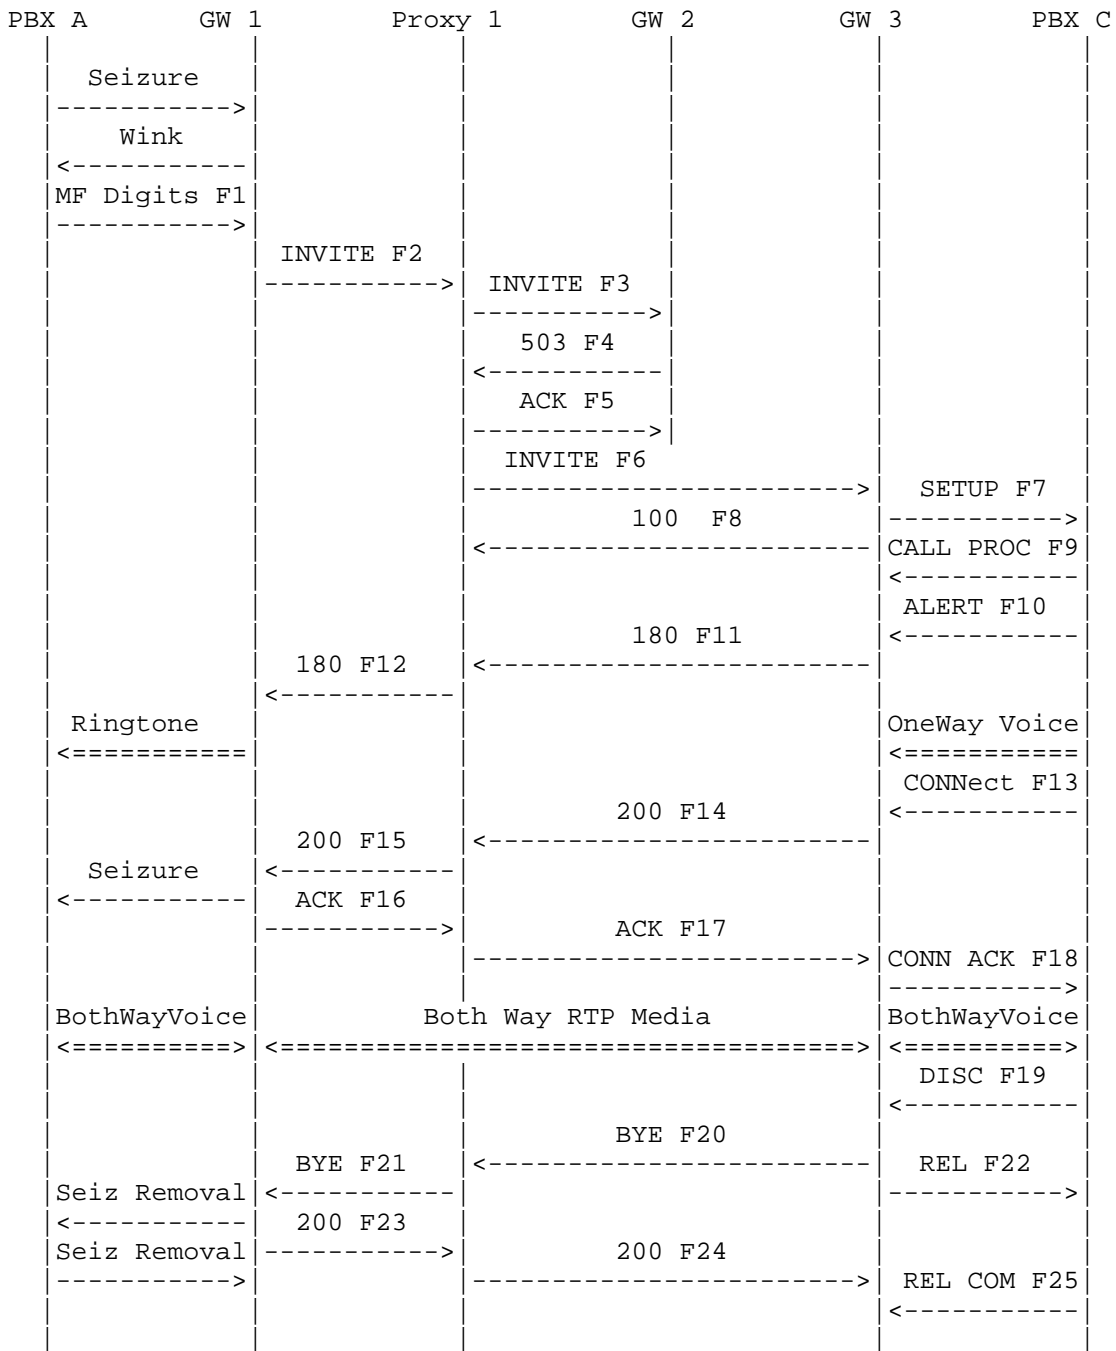 PBX A GW 1 Proxy 1 GW 2 GW 3 PBX C
Seizure
Wink
MF Digits F1
INVITE F2
INVITE F3
503 F4
ACK F5
INVITE F6
SETUP F7
100 F8
CALL PROC F9
ALERT F10
180 F11
180 F12
Ringtone OneWay Voice
CONNect F13
200 F14
200 F15
Seizure
ACK F16
ACK F17
CONN ACK F18
BothWayVoice Both Way RTP Media BothWayVoice
DISC F19
BYE F20
BYE F21 REL F22
Seiz Removal
200 F23
Seiz Removal 200 F24
REL COM F25